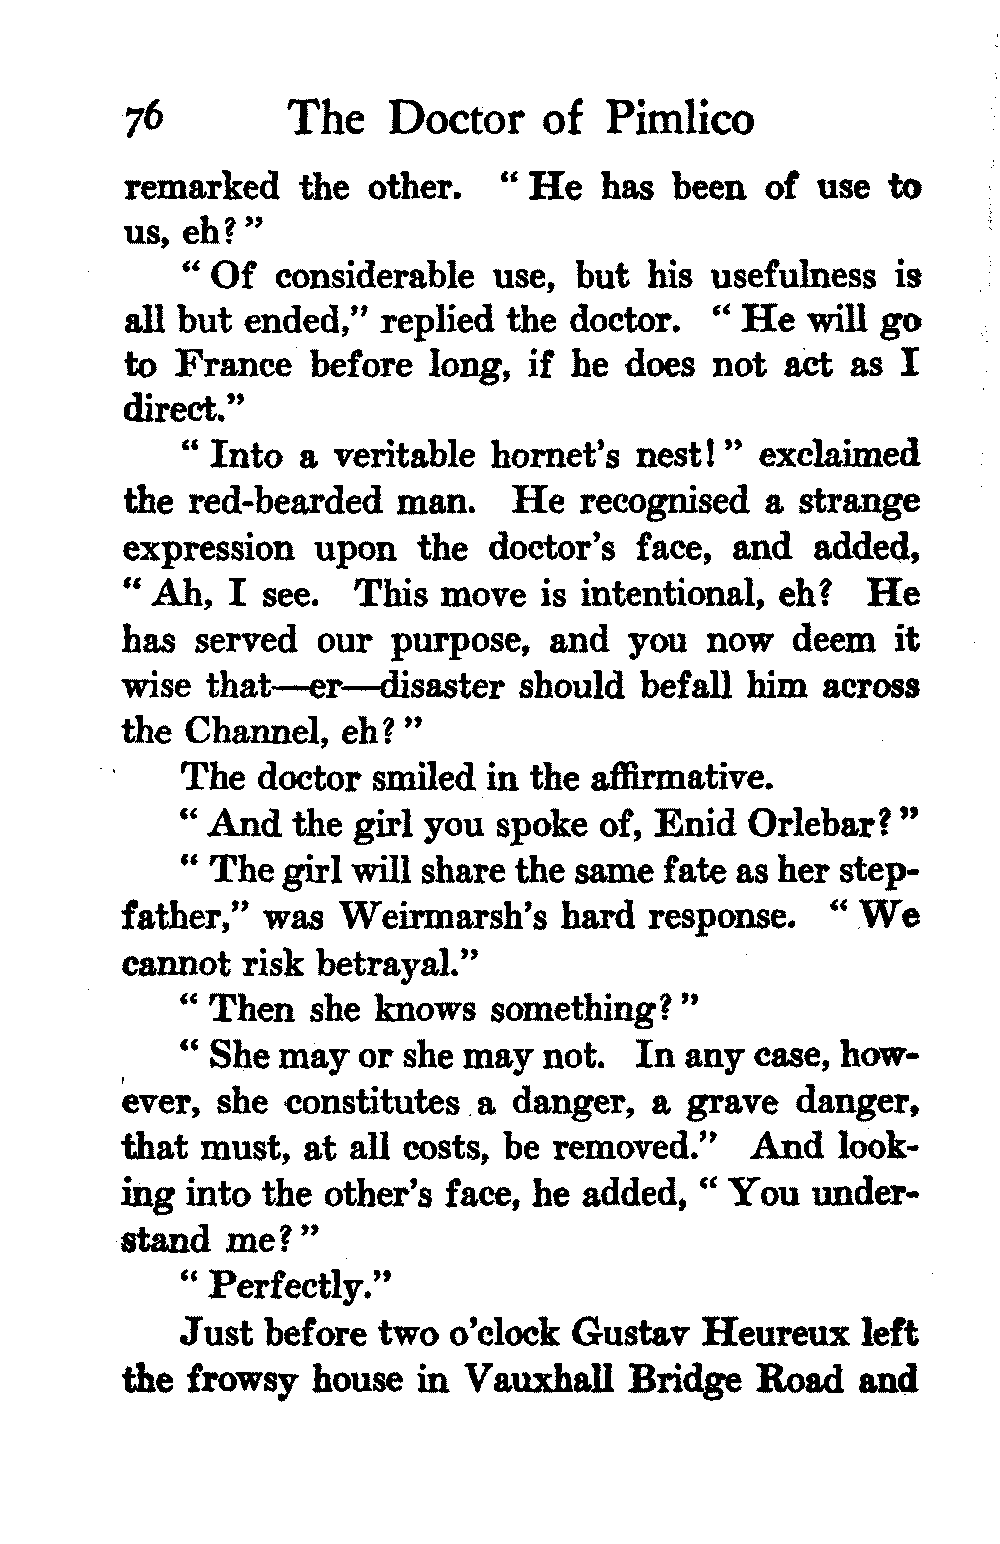 76 The Doctor of Pimlico
remarked the other. “ He has been of use to
us, eh? ”
“ Of considerable use, but his usefulness is
all but ended,” replied the doctor. “ He will go
to France before long, if he does not act as I
direct.”
“ Into a veritable hornet’s nest! ” exclaimed
the red-bearded man. He recognised a strange
expression upon the doctor’s face, and added,
“ Ah, I see. This move is intentional, eh? He
has served our purpose, and you now deem it
wise that—er—disaster should befall him across
the Channel, eh? ”
The doctor smiled in the affirmative.
“ And the girl you spoke of, Enid Orlebar? ”
“ The girl will share the same fate as her step-
father,” was Weirmarsh’s hard response. “ We
cannot risk betrayal.”
“ Then she knows something? ”
“ She may or she may not. In any case, how-
ever, she constitutes a danger, a grave danger,
that must, at all costs, be removed.” And look-
ing into the other’s face, he added, “ You under-
stand me? ”
“ Perfectly.”
Just before two o’clock Gustav Heureux left
the frowsy house in Vauxhall Bridge Road and